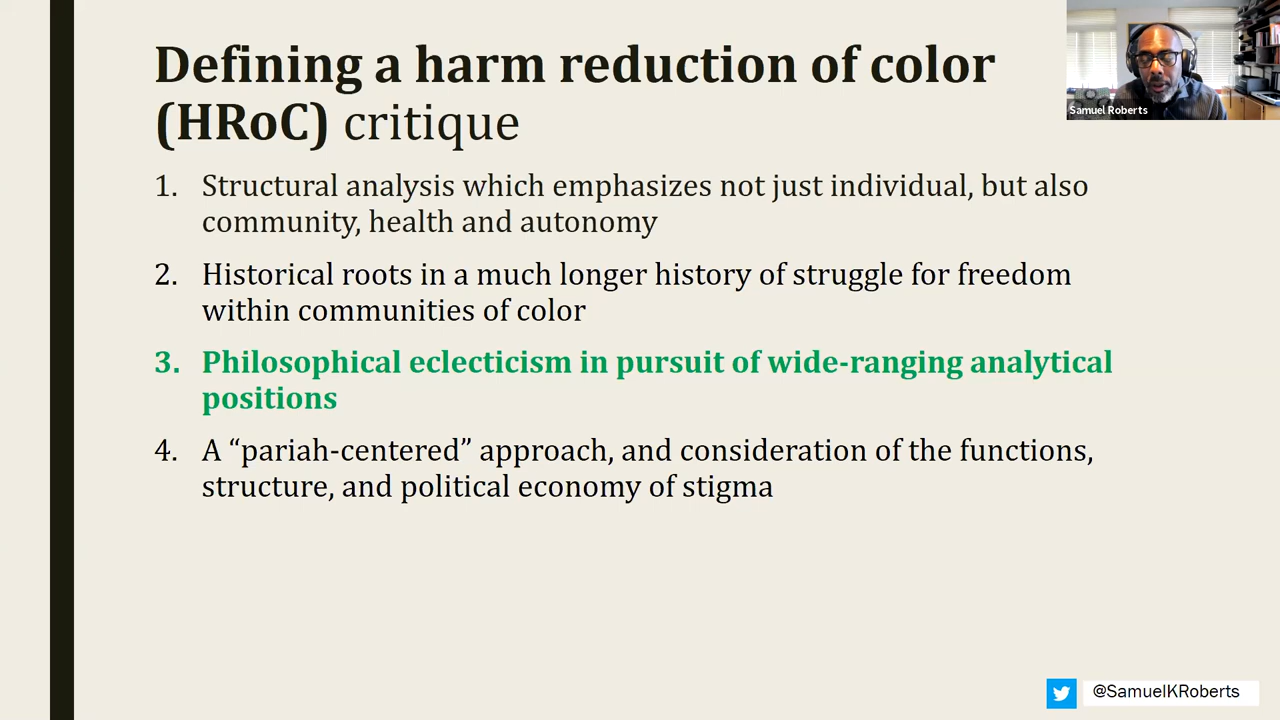 Defining a harm reduction of color
(HRoC) critique
Samuel Roberts
1. Structural analysis which emphasizes not just individual, but also
community, health and autonomy
2. Historical roots in a much longer history of struggle for freedom
within communities of color
3. Philosophical eclecticism in pursuit of wide-ranging analytical
positions
4. A “pariah-centered” approach, and consideration of the functions,
structure, and political economy of stigma
@SamuelKRoberts